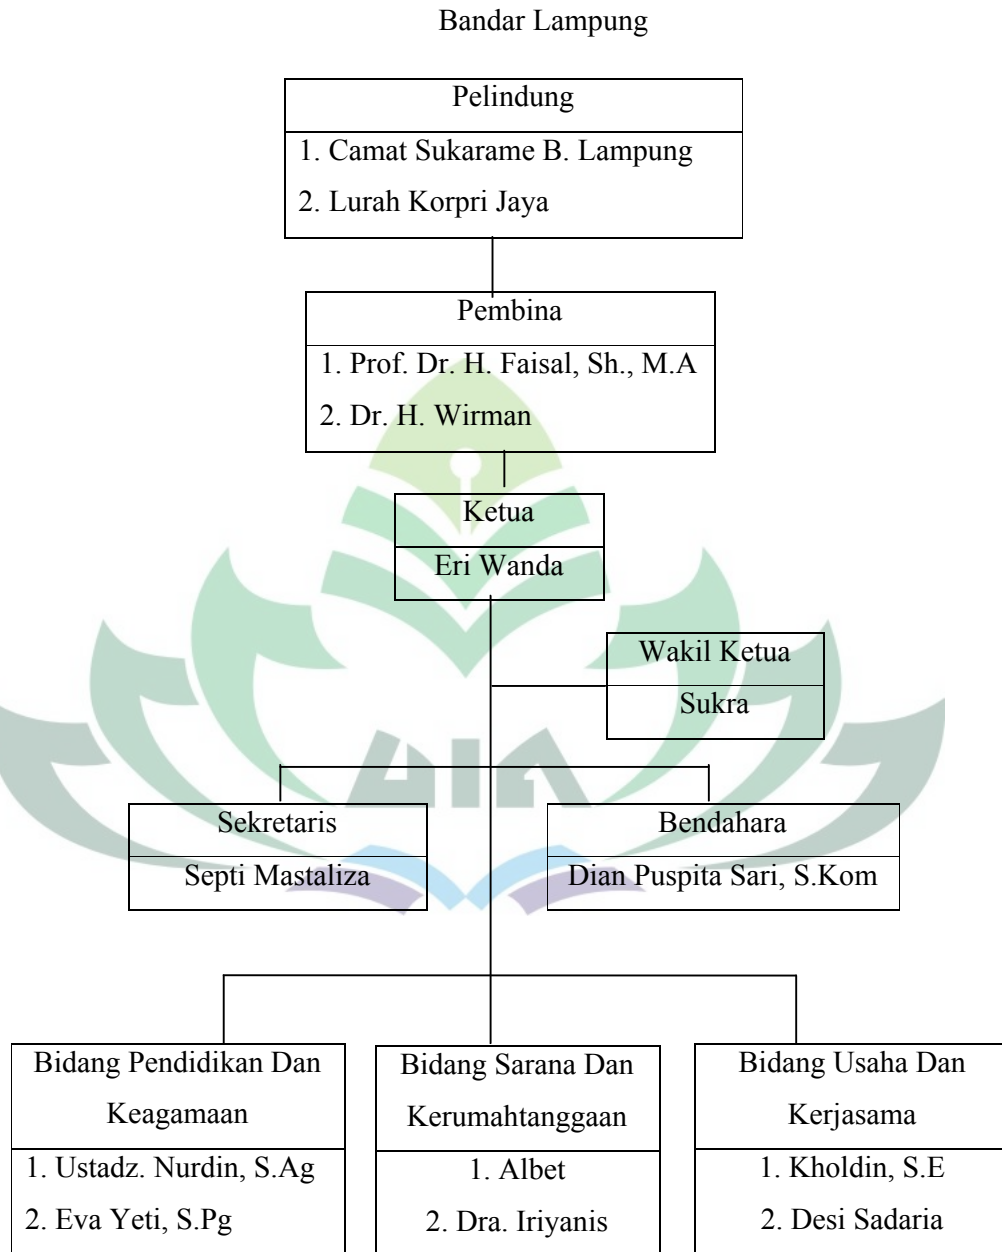 Bandar Lampung
Pelindung
1. Camat Sukarame B. Lampung
2. Lurah Korpri Jaya
Pembina
1. Prof. Dr. H. Faisal, Sh., M.A
2. Dr. H. Wirman
Ketua
Eri Wanda
Wakil Ketua
Sukra
Sekretaris
Septi Mastaliza
Bendahara
Dian Puspita Sari, S.Kom
Bidang Pendidikan Dan
Keagamaan
1. Ustadz. Nurdin, S.Ag
2. Eva Yeti, S.Pg
Bidang Sarana Dan
Kerumahtanggaan
1. Albet
2. Dra. Iriyanis
Bidang Usaha Dan
Kerjasama
1. Kholdin, S.E
2. Desi Sadaria